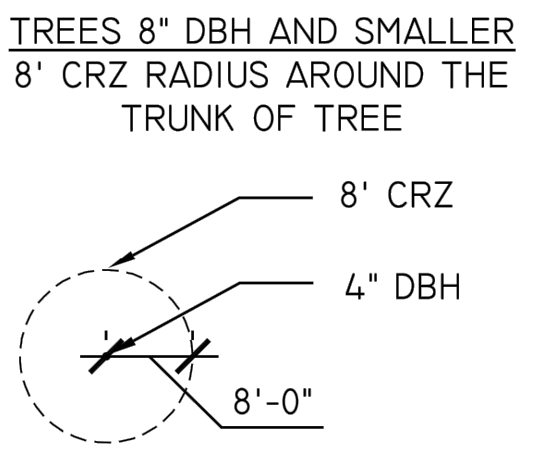 TREES 8" DBH AND SMALLER
8' CRZ RADIUS AROUND THE
TRUNK OF TREE
8' CRZ
4" DBH
8'-0"